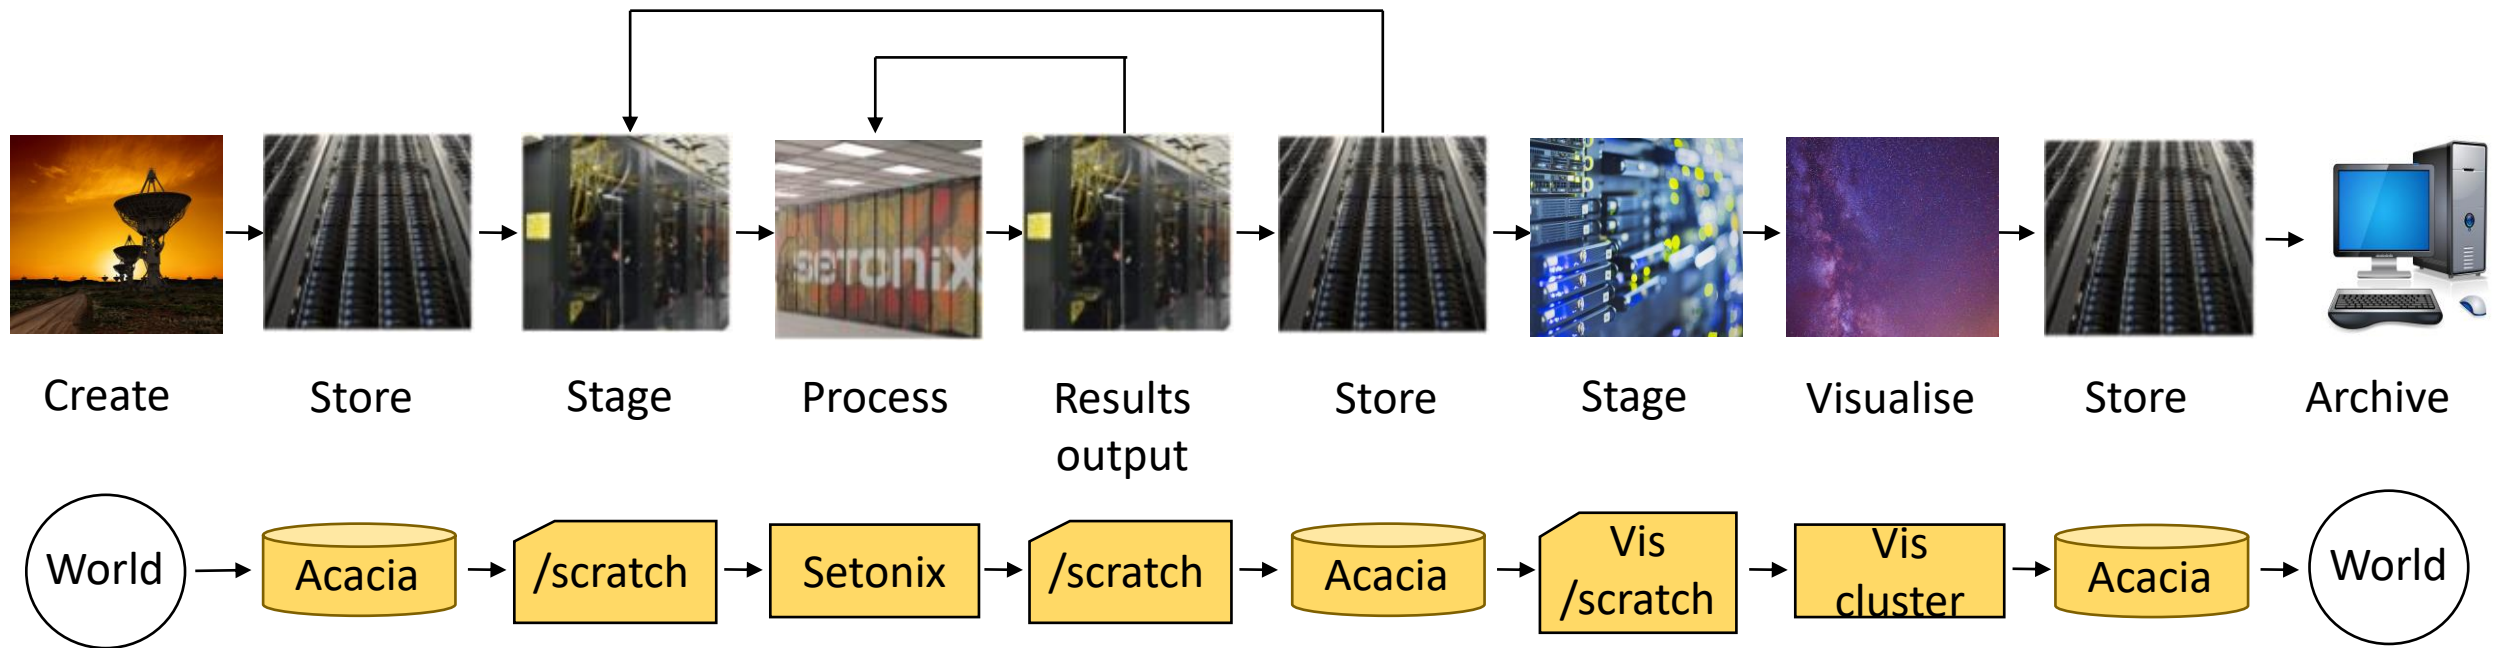 setonix
Create
Store
Stage
Process
Results
output
Store
Stage
Visualise
Store
Archive
World
Acacia
/scratch
Setonix
/scratch
Acacia
Vis
/scratch
Vis
cluster
Acacia
World